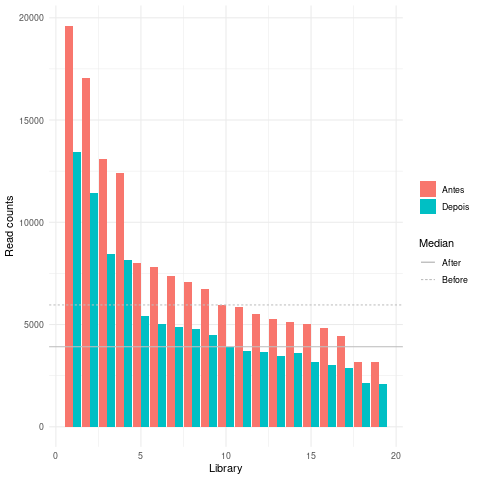 20000
15000
10000
5000
0
Read counts
0
5
10
15
20
Library
Antes
Depois
Median
After
Before